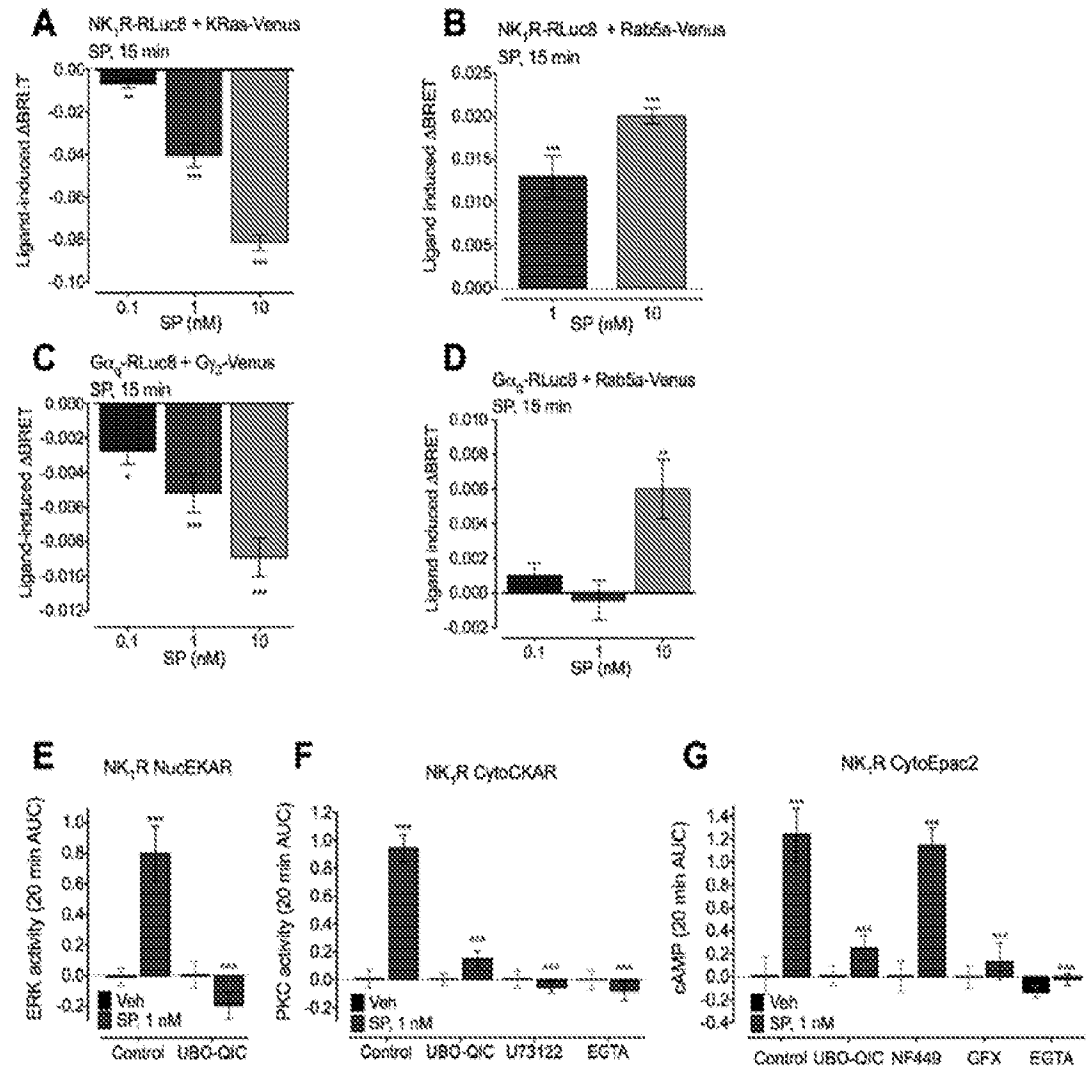 A
NK₁R-RLuc8 + KRas-Venus
SP, 15 min
Ligand-induced ΔBRET
0.00
-0.02
-0.04
-0.06
-0.08
-0.10
**
***
***
0.1 1 10
SP (nM)
B
NK₁R-RLuc8 + Rab5a-Venus
SP, 15 min
Ligand induced ΔBRET
0.025
0.020
0.015
0.010
0.005
0.000
***
***
1 10
SP (nM)
C
Gαq-RLuc8 + Gγ₂-Venus
SP, 15 min
Ligand-induced ΔBRET
0.000
-0.002
-0.004
-0.006
-0.008
-0.010
-0.012
*
***
***
0.1 1 10
SP (nM)
D
Gαq-RLuc8 + Rab5a-Venus
SP, 15 min
Ligand induced ΔBRET
0.010
0.008
0.006
0.004
0.002
0.000
-0.002
**
0.1 1 10
SP (nM)
E
NK₁R NucEKAR
ERK activity (20 min AUC)
1.0
0.8
0.6
0.4
0.2
0.0
-0.2
***
^^^
Veh
SP, 1 nM
Control UBO-QIC
F
NK₁R CytoCKAR
PKC activity (20 min AUC)
1.2
1.0
0.8
0.6
0.4
0.2
0.0
-0.2
^^^
^^^
^^^
Veh
SP, 1 nM
Control UBO-QIC U73122 EGTA
G
NK₁R CytoEpac2
cAMP (20 min AUC)
1.4
1.2
1.0
0.8
0.6
0.4
0.2
0.0
-0.2
-0.4
***
^^^
***
^^^
^^^
Veh
SP, 1 nM
Control UBO-QIC NF449 GFX EGTA